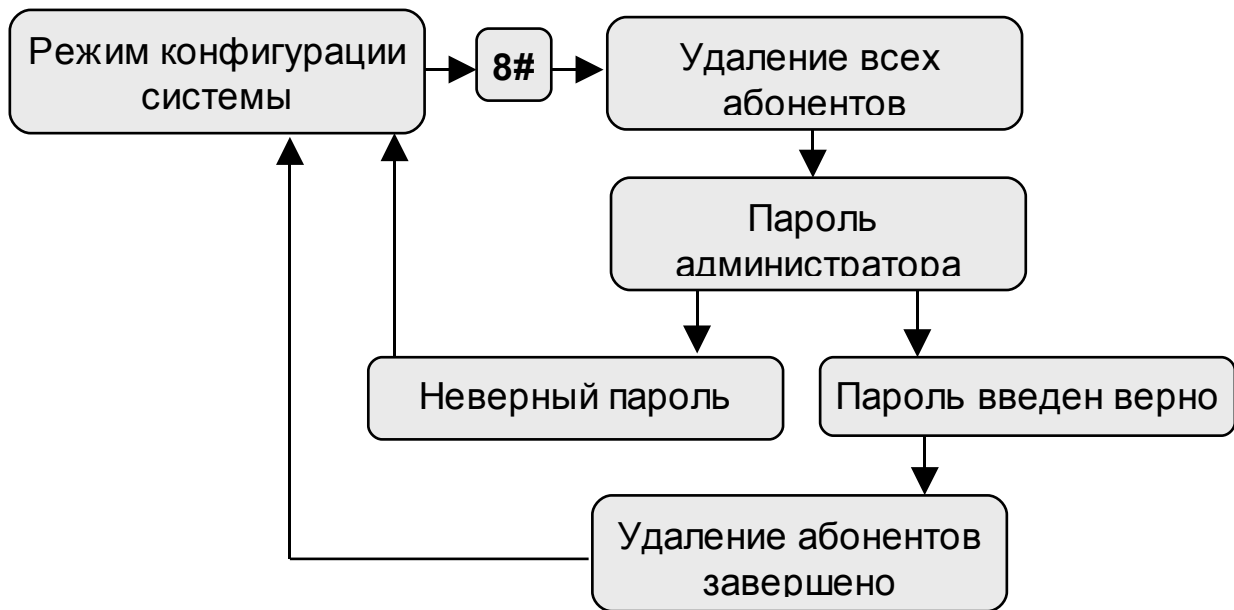 Режим конфигурации
системы
8#
Удаление всех
абонентов
Пароль
администратора
Неверный пароль
Пароль введен верно
Удаление абонентов
завершено